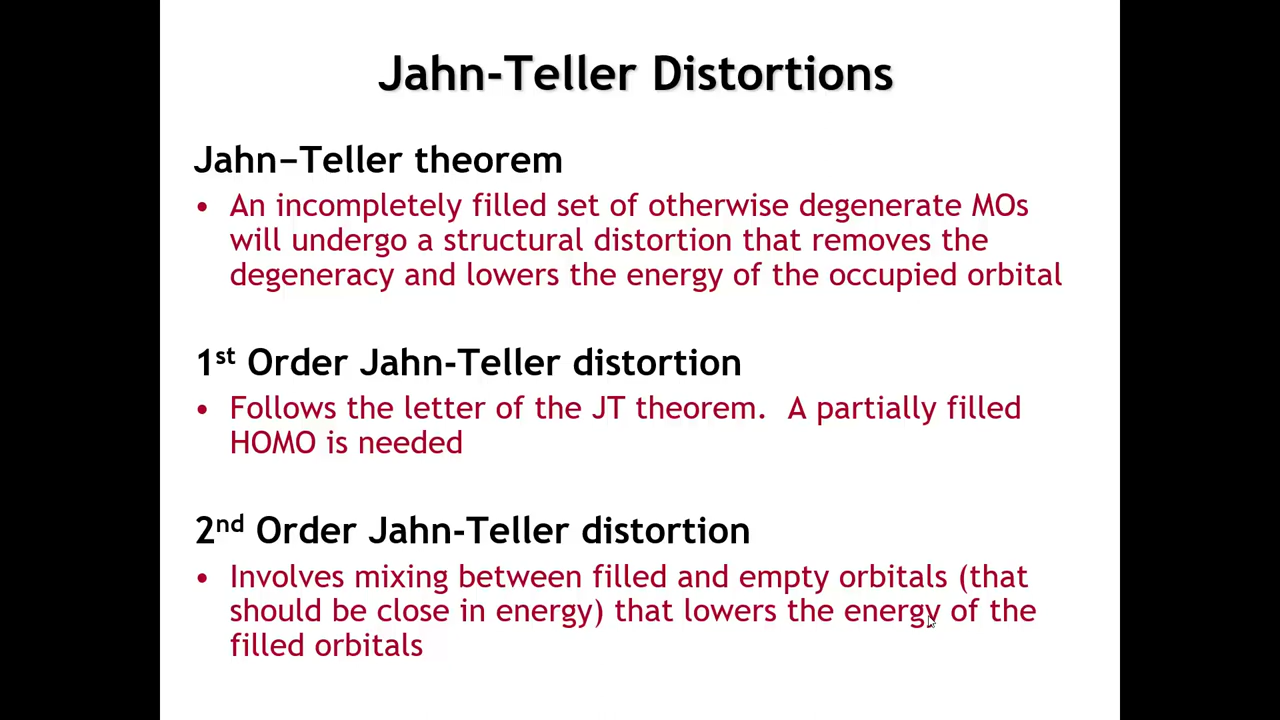 Jahn-Teller Distortions
Jahn–Teller theorem
• An incompletely filled set of otherwise degenerate MOs
will undergo a structural distortion that removes the
degeneracy and lowers the energy of the occupied orbital
1st Order Jahn-Teller distortion
• Follows the letter of the JT theorem.  A partially filled
HOMO is needed
2nd Order Jahn-Teller distortion
• Involves mixing between filled and empty orbitals (that
should be close in energy) that lowers the energy of the
filled orbitals